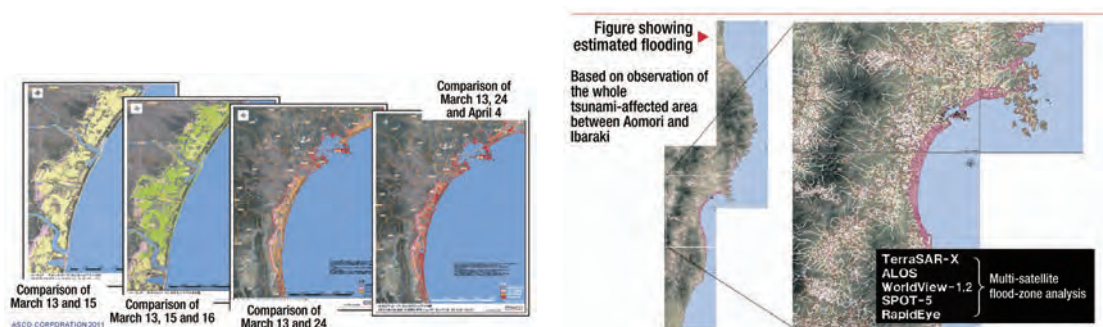 Comparison of
March 13, 24
and April 4
Comparison of
March 13 and 15
Comparison of
March 13, 15 and 16
Comparison of
March 13 and 24
ASCO CORPORATION 2011
Figure showing
estimated flooding
Based on observation of
the whole
tsunami-affected area
between Aomori and
Ibaraki
TerraSAR-X
ALOS
WorldView-1.2
SPOT-5
RapidEye
Multi-satellite
flood-zone analysis